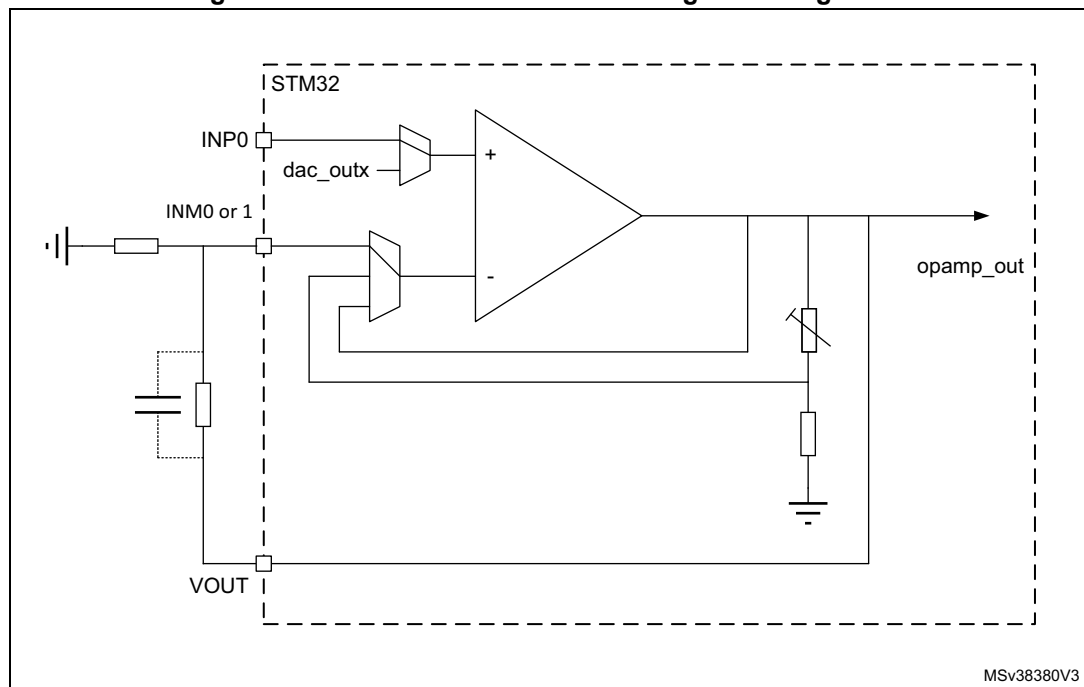 STM32
INP0
dac_outx
INM0 or 1
+
-
opamp_out
VOUT
MSv38380V3